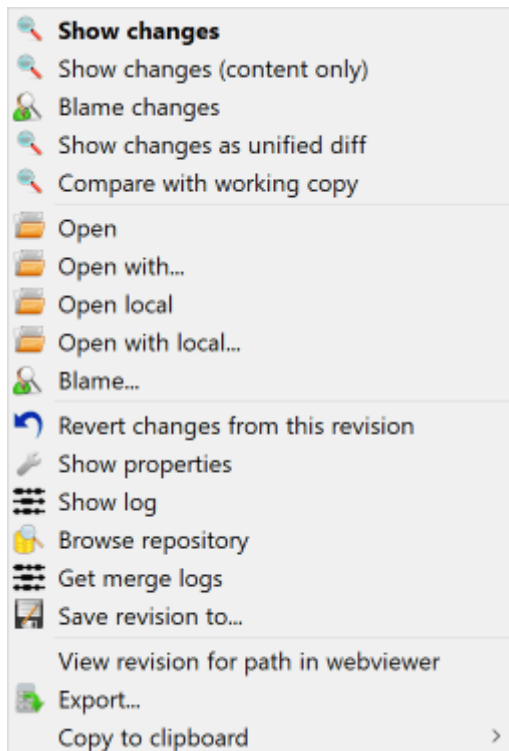 Show changes
Show changes (content only)
Blame changes
Show changes as unified diff
Compare with working copy
Open
Open with...
Open local
Open with local...
Blame...
Revert changes from this revision
Show properties
Show log
Browse repository
Get merge logs
Save revision to...
View revision for path in webviewer
Export...
Copy to clipboard